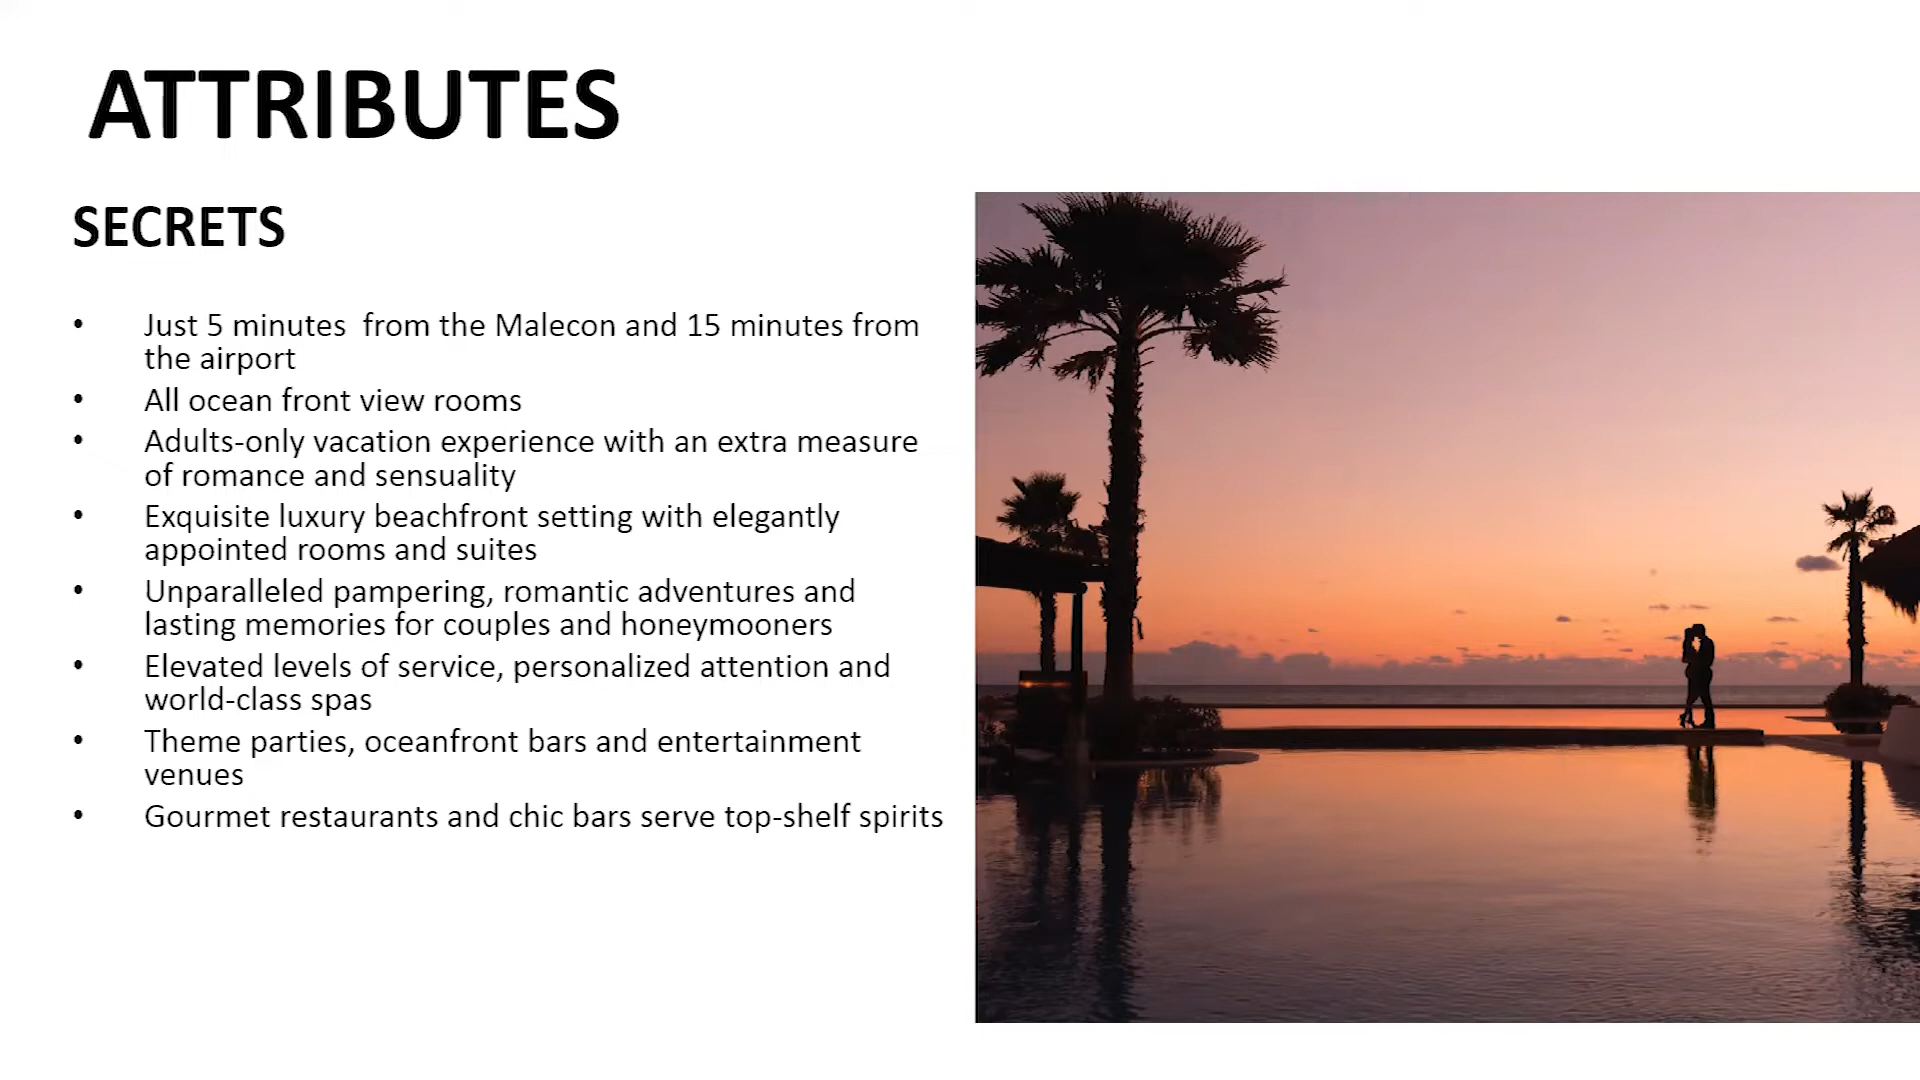 ATTRIBUTES
SECRETS
• Just 5 minutes  from the Malecon and 15 minutes from
the airport
• All ocean front view rooms
• Adults-only vacation experience with an extra measure
of romance and sensuality
• Exquisite luxury beachfront setting with elegantly
appointed rooms and suites
• Unparalleled pampering, romantic adventures and
lasting memories for couples and honeymooners
• Elevated levels of service, personalized attention and
world-class spas
• Theme parties, oceanfront bars and entertainment
venues
• Gourmet restaurants and chic bars serve top-shelf spirits